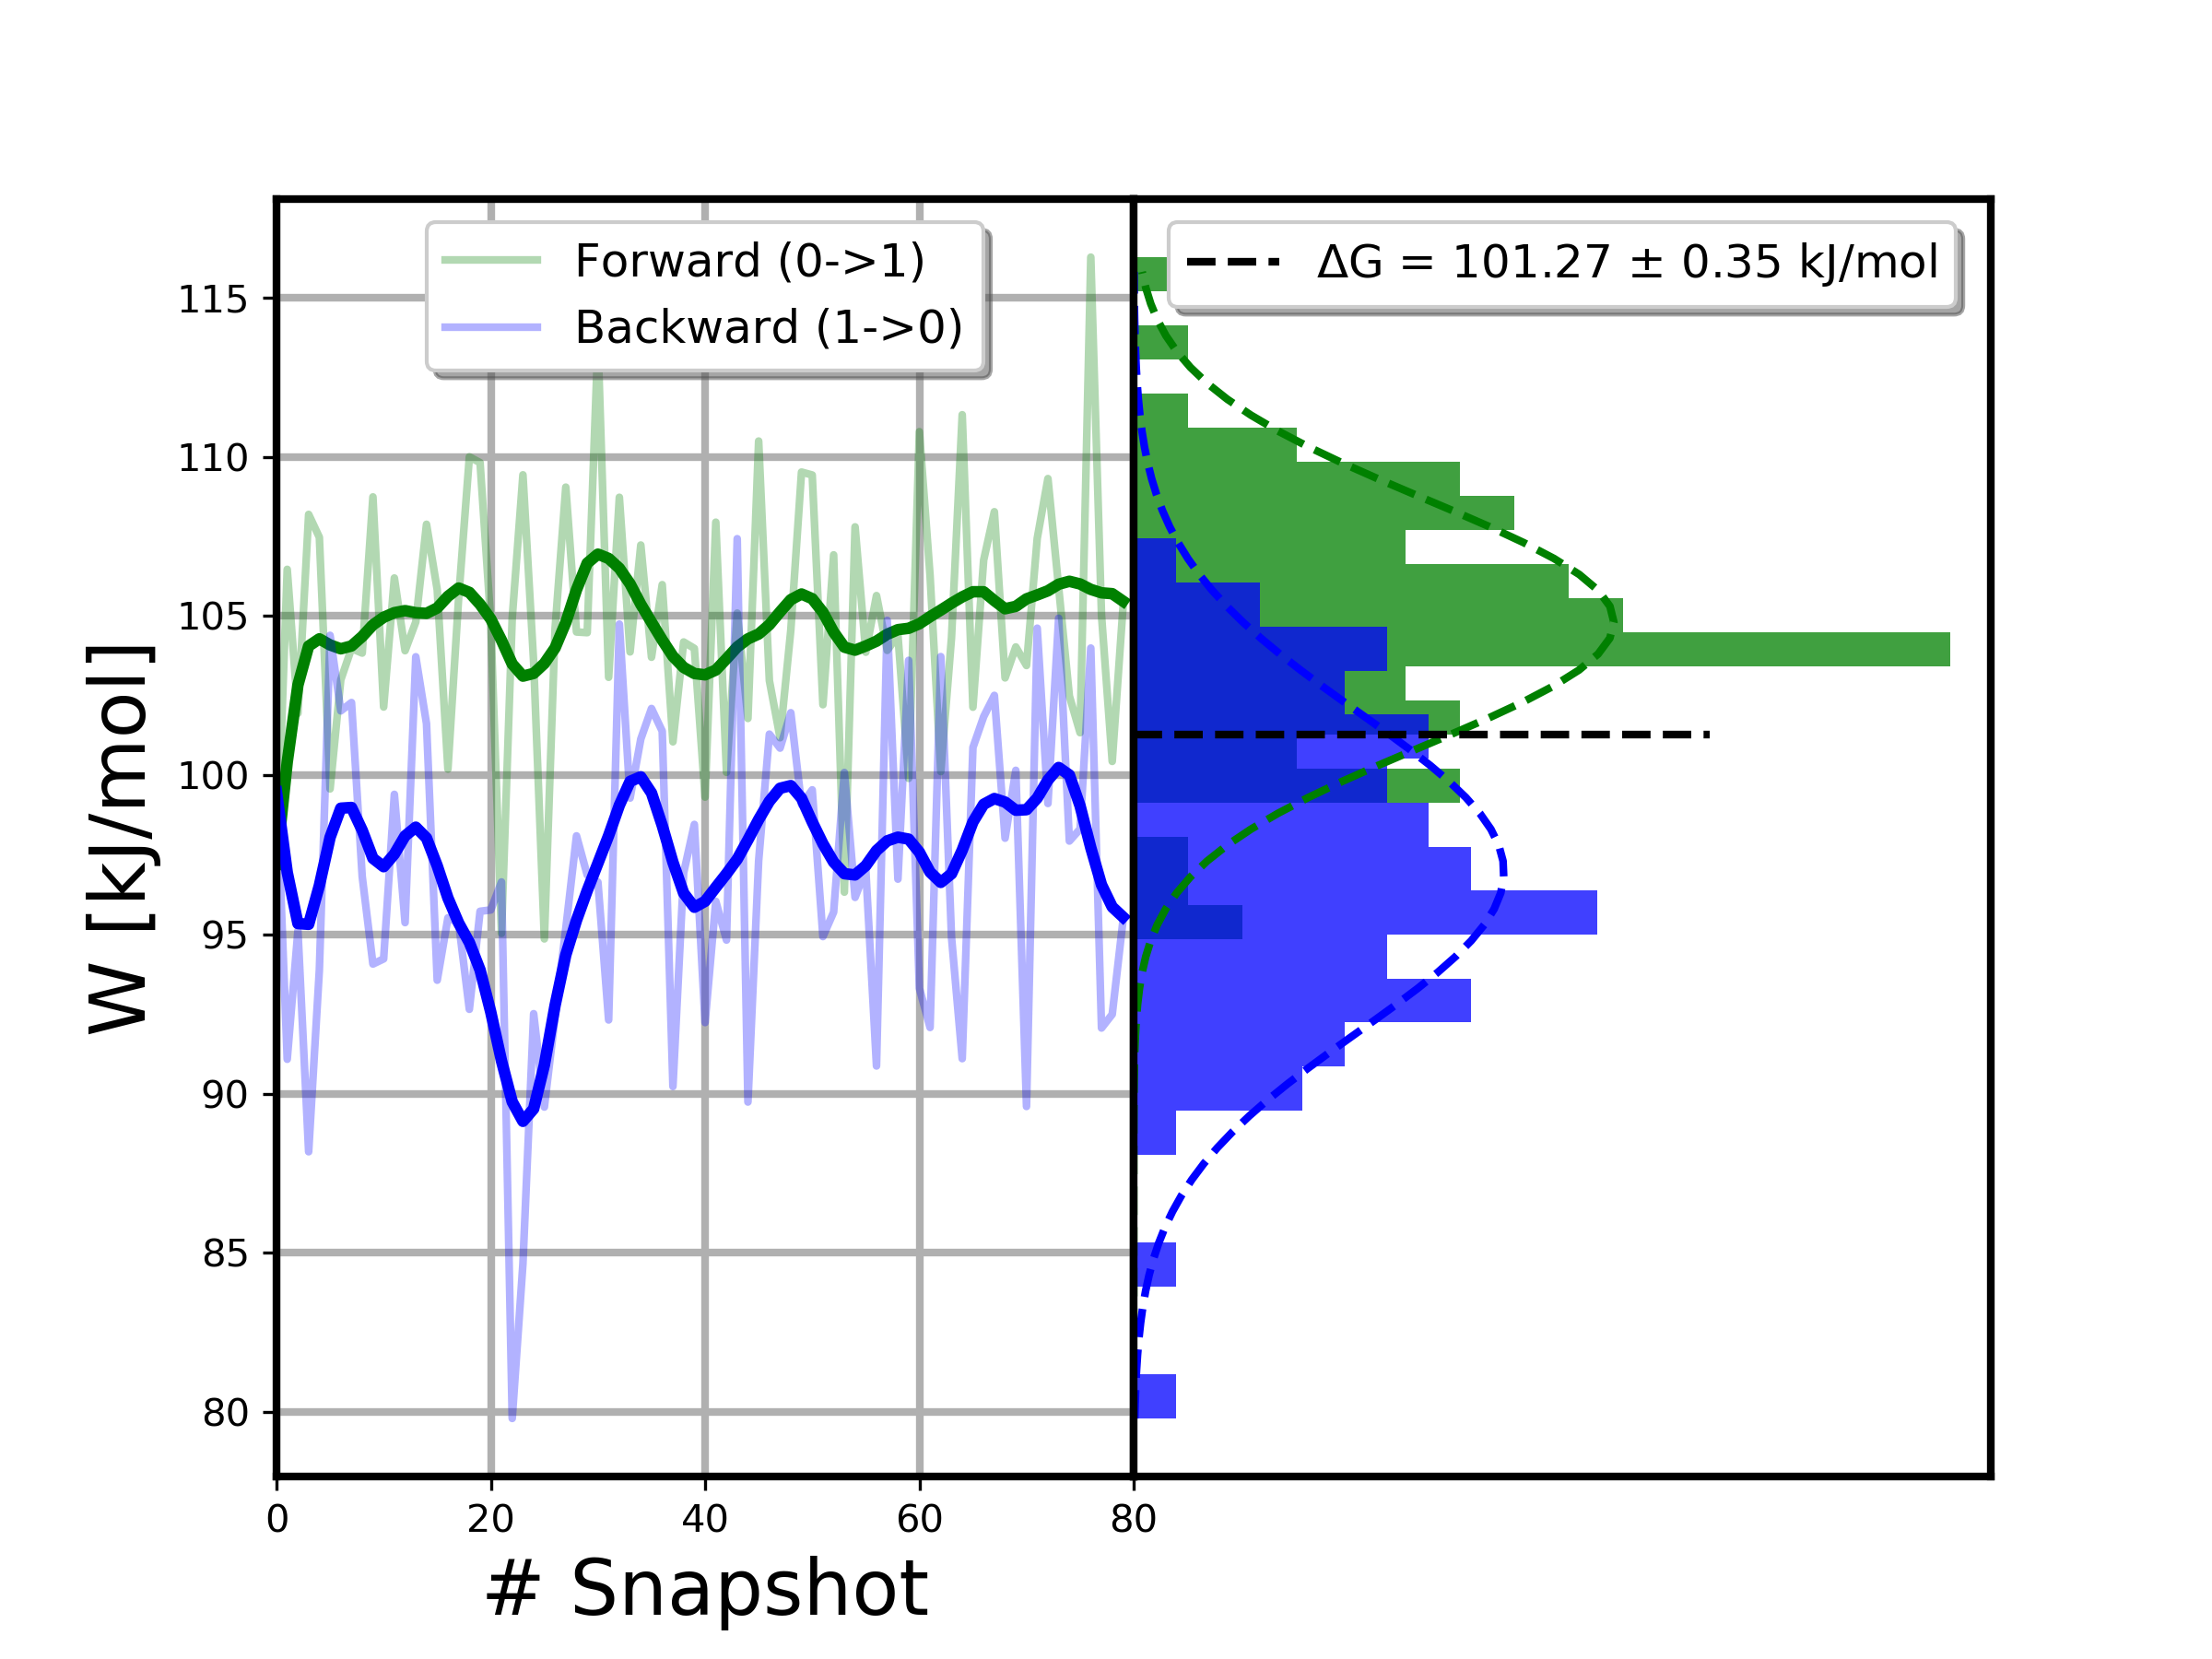 Forward (0->1)
Backward (1->0)
ΔG = 101.27 ± 0.35 kJ/mol
115
110
105
100
95
90
85
80
W [kJ/mol]
0 20 40 60 80
# Snapshot